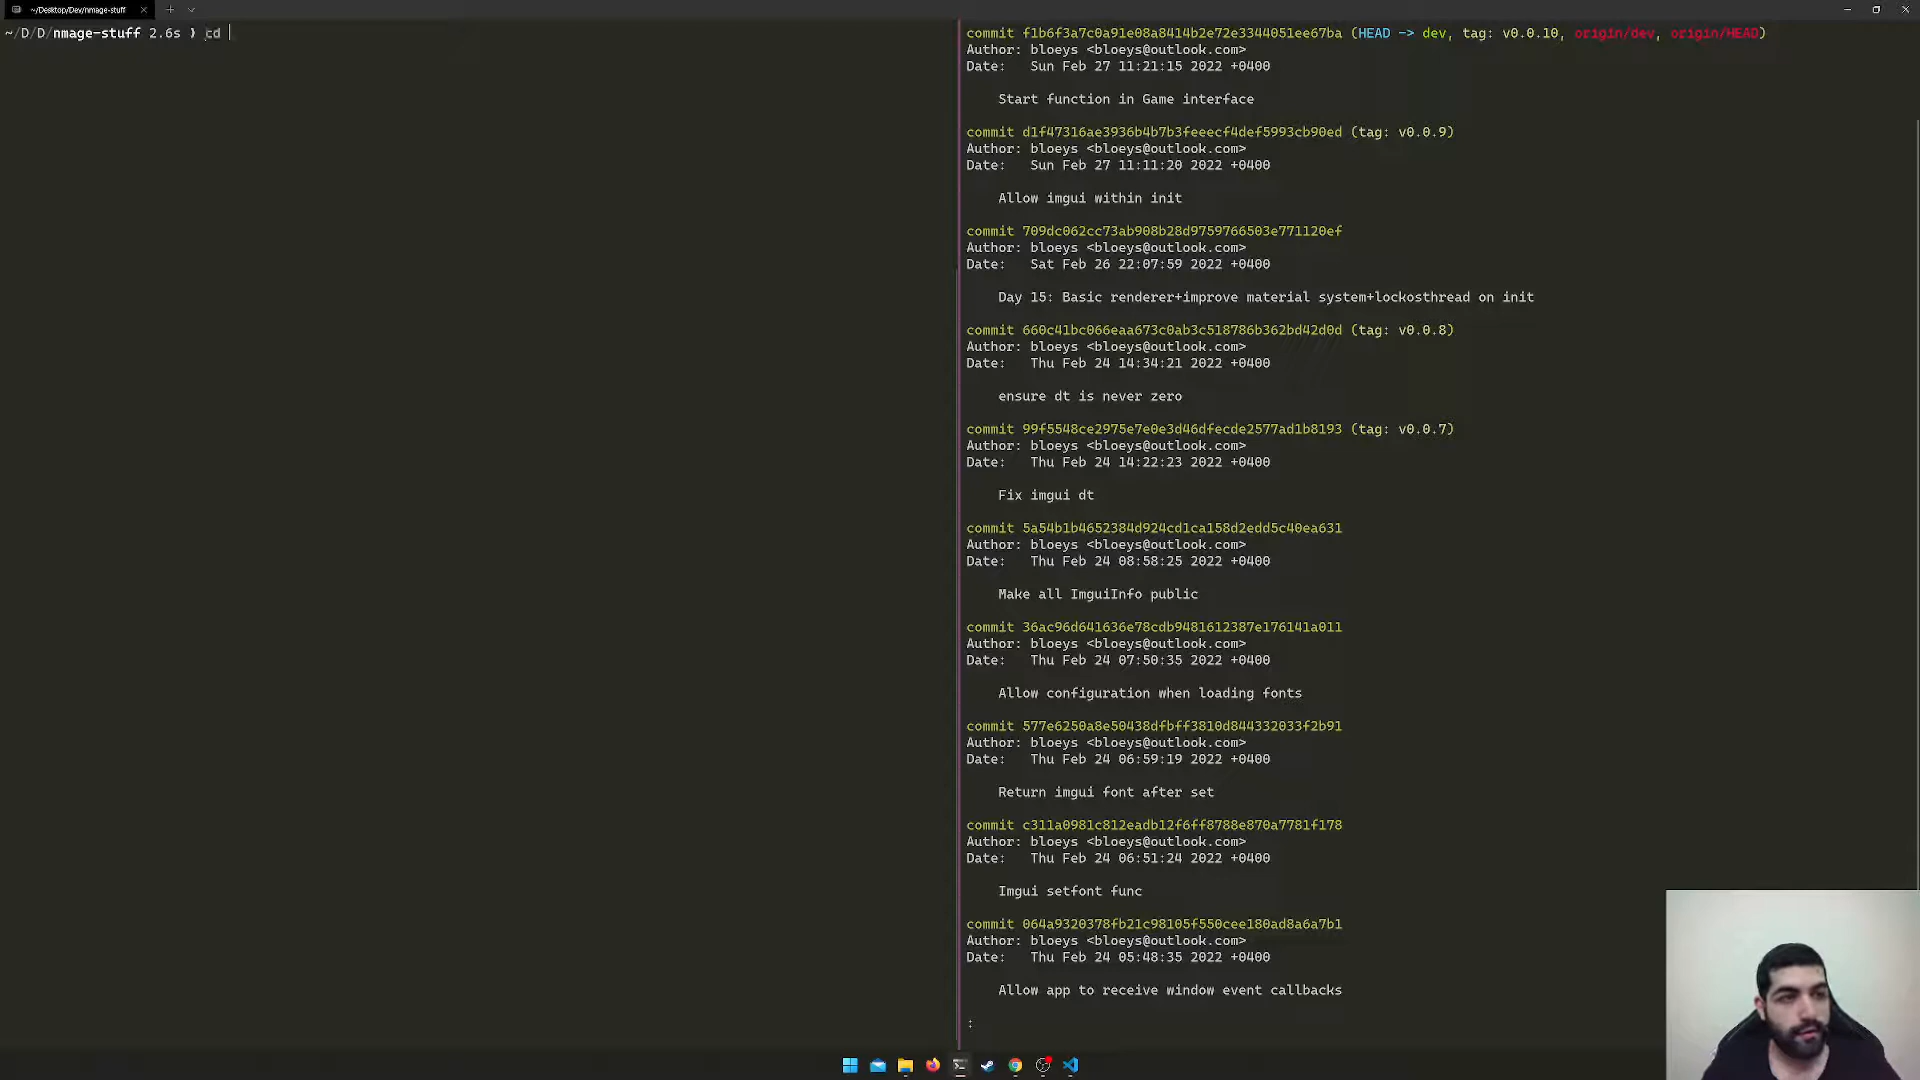 ~/Desktop/Dev/nmage-stuff
~/D/D/nmage-stuff 2.6s ❯ cd
commit f1b6f3a7c0a91e08a8414b2e72e3344051ee67ba (HEAD -> dev, tag: v0.0.10, origin/dev, origin/HEAD)
Author: bloeys <bloeys@outlook.com>
Date:   Sun Feb 27 11:21:15 2022 +0400
Start function in Game interface
commit d1f47316ae3936b4b7b3feeecf4def5993cb90ed (tag: v0.0.9)
Author: bloeys <bloeys@outlook.com>
Date:   Sun Feb 27 11:11:20 2022 +0400
Allow imgui within init
commit 709dc062cc73ab908b28d9759766503e771120ef
Author: bloeys <bloeys@outlook.com>
Date:   Sat Feb 26 22:07:59 2022 +0400
Day 15: Basic renderer+improve material system+lockosthread on init
commit 660c41bc066eaa673c0ab3c518786b362bd42d0d (tag: v0.0.8)
Author: bloeys <bloeys@outlook.com>
Date:   Thu Feb 24 14:34:21 2022 +0400
ensure dt is never zero
commit 99f5548ce2975e7e0e3d46dfecde2577ad1b8193 (tag: v0.0.7)
Author: bloeys <bloeys@outlook.com>
Date:   Thu Feb 24 14:22:23 2022 +0400
Fix imgui dt
commit 5a54b1b4652384d924cd1ca158d2edd5c40ea631
Author: bloeys <bloeys@outlook.com>
Date:   Thu Feb 24 08:58:25 2022 +0400
Make all ImguiInfo public
commit 36ac96d641636e78cdb9481612387e176141a011
Author: bloeys <bloeys@outlook.com>
Date:   Thu Feb 24 07:50:35 2022 +0400
Allow configuration when loading fonts
commit 577e6250a8e50438dfbff3810d844332033f2b91
Author: bloeys <bloeys@outlook.com>
Date:   Thu Feb 24 06:59:19 2022 +0400
Return imgui font after set
commit c311a0981c812eadb12f6ff8788e870a7781f178
Author: bloeys <bloeys@outlook.com>
Date:   Thu Feb 24 06:51:24 2022 +0400
Imgui setfont func
commit 064a9320378fb21c98105f550cee180ad8a6a7b1
Author: bloeys <bloeys@outlook.com>
Date:   Thu Feb 24 05:48:35 2022 +0400
Allow app to receive window event callbacks
: